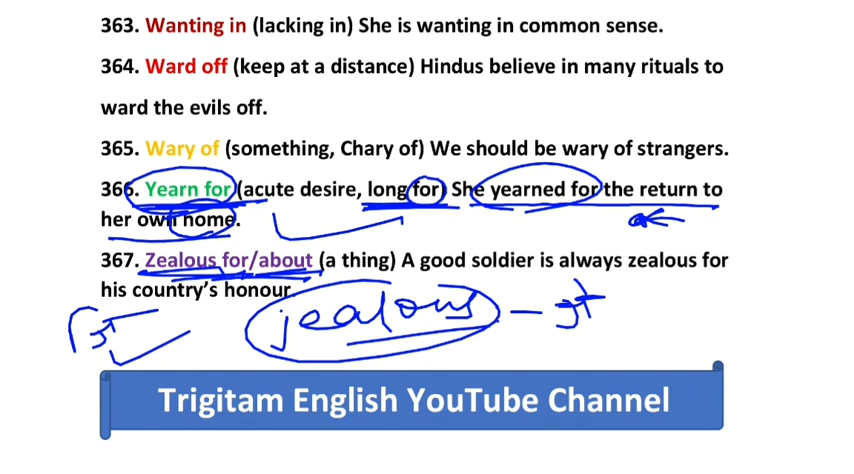 363. Wanting in (lacking in) She is wanting in common sense.
364. Ward off (keep at a distance) Hindus believe in many rituals to
ward the evils off.
365. Wary of (something, Chary of) We should be wary of strangers.
366. Yearn for (acute desire, long for) She yearned for the return to
her own home.
367. Zealous for/about (a thing) A good soldier is always zealous for
his country's honour.
jealous –
Trigitam English YouTube Channel